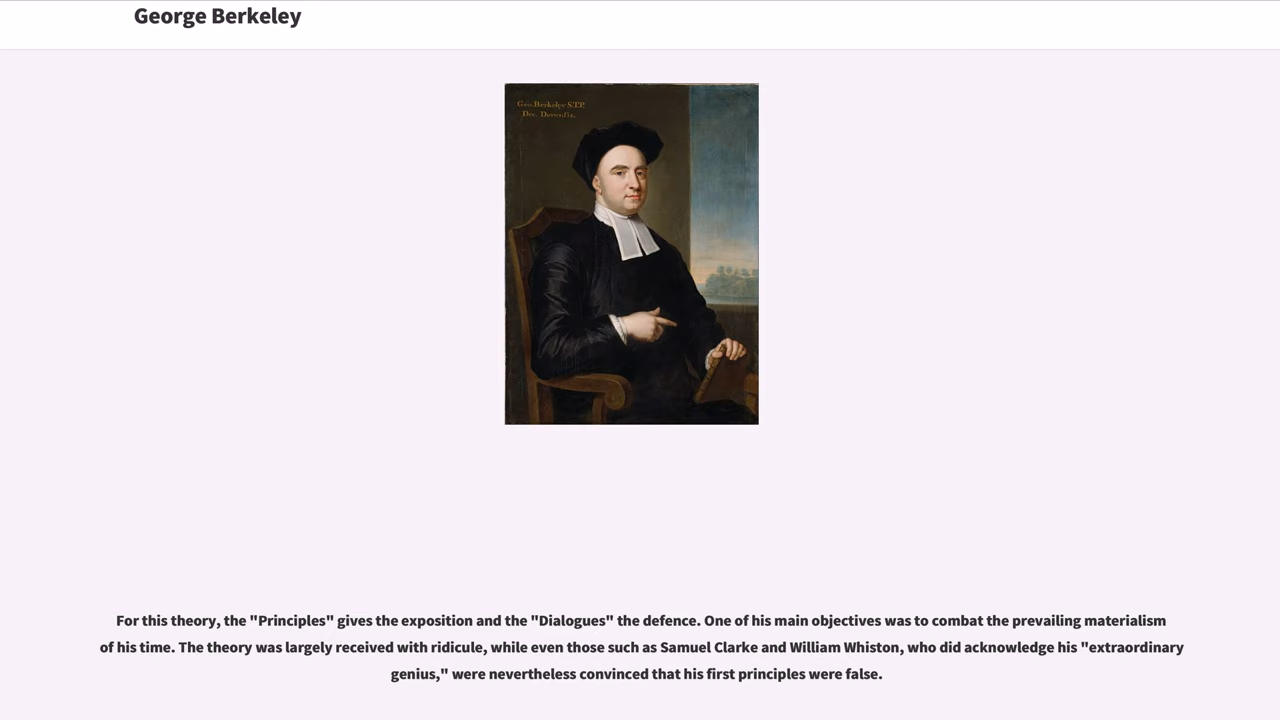 George Berkeley
Geo. Berkeley S.T.P.
Dec.
For this theory, the "Principles" gives the exposition and the "Dialogues" the defence. One of his main objectives was to combat the prevailing materialism
of his time. The theory was largely received with ridicule, while even those such as Samuel Clarke and William Whiston, who did acknowledge his "extraordinary
genius," were nevertheless convinced that his first principles were false.